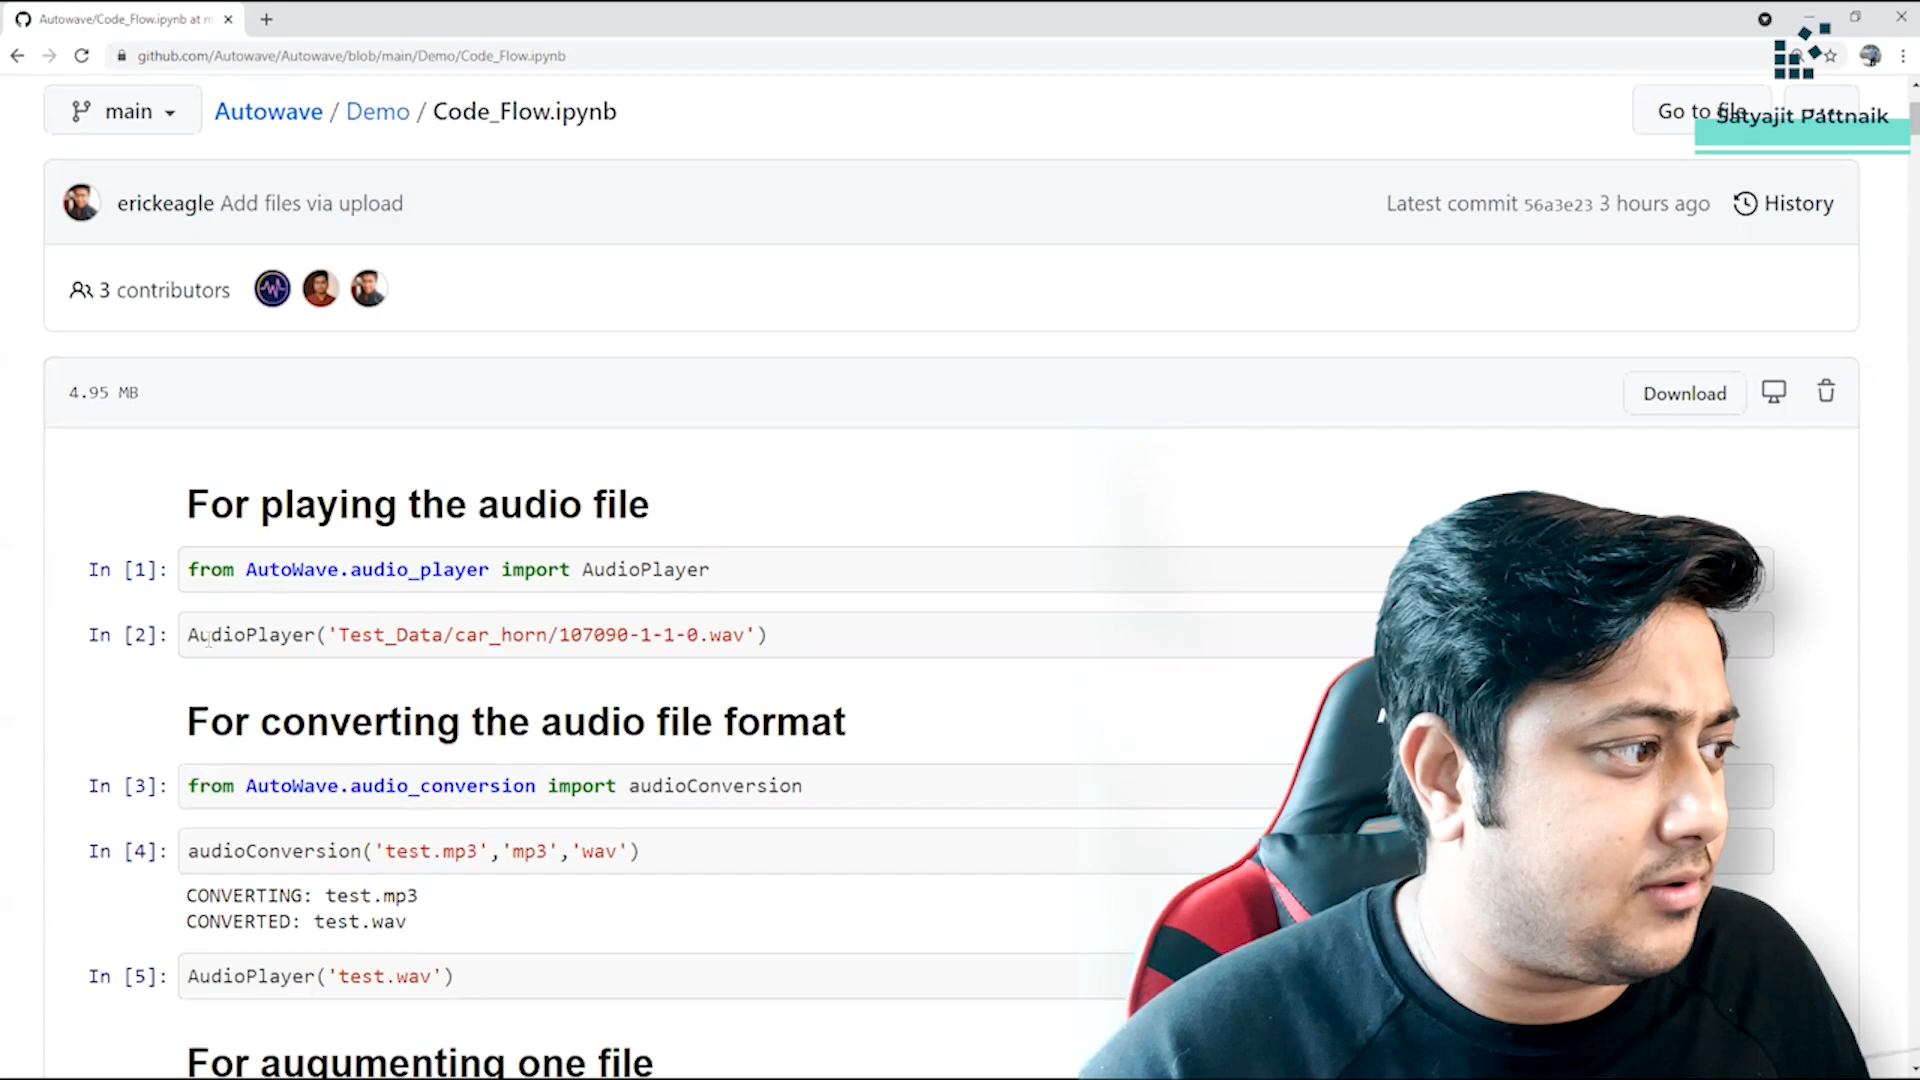 Autowave/Code_Flow.ipynb at m
github.com/Autowave/Autowave/blob/main/Demo/Code_Flow.ipynb
main
Autowave / Demo / Code_Flow.ipynb
Go to file
Satyajit Pattnaik
erickeagle Add files via upload
Latest commit 56a3e23 3 hours ago
History
3 contributors
4.95 MB
Download
For playing the audio file
In [1]: from AutoWave.audio_player import AudioPlayer
In [2]: AudioPlayer('Test_Data/car_horn/107090-1-1-0.wav')
For converting the audio file format
In [3]: from AutoWave.audio_conversion import audioConversion
In [4]: audioConversion('test.mp3','mp3','wav')
CONVERTING: test.mp3
CONVERTED: test.wav
In [5]: AudioPlayer('test.wav')
For augumenting one file